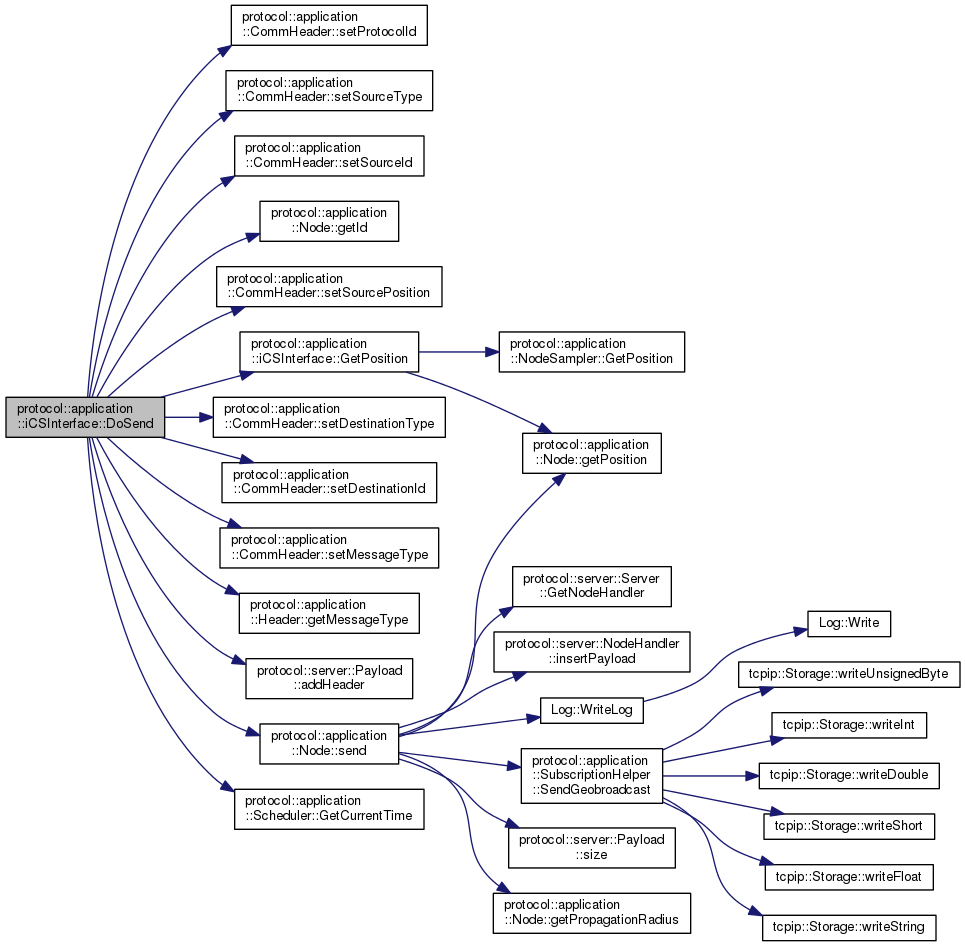 protocol::application
::iCSInterface::DoSend
protocol::application
::CommHeader::setProtocolId
protocol::application
::CommHeader::setSourceType
protocol::application
::CommHeader::setSourceId
protocol::application
::Node::getId
protocol::application
::CommHeader::setSourcePosition
protocol::application
::iCSInterface::GetPosition
protocol::application
::CommHeader::setDestinationType
protocol::application
::CommHeader::setDestinationId
protocol::application
::CommHeader::setMessageType
protocol::application
::Header::getMessageType
protocol::server::Payload
::addHeader
protocol::application
::Node::send
protocol::application
::Scheduler::GetCurrentTime
protocol::application
::NodeSampler::GetPosition
protocol::application
::Node::getPosition
protocol::server::Server
::GetNodeHandler
protocol::server::NodeHandler
::insertPayload
Log::WriteLog
protocol::application
::SubscriptionHelper
::SendGeobroadcast
protocol::server::Payload
::size
protocol::application
::Node::getPropagationRadius
Log::Write
tcpip::Storage::writeUnsignedByte
tcpip::Storage::writeInt
tcpip::Storage::writeDouble
tcpip::Storage::writeShort
tcpip::Storage::writeFloat
tcpip::Storage::writeString